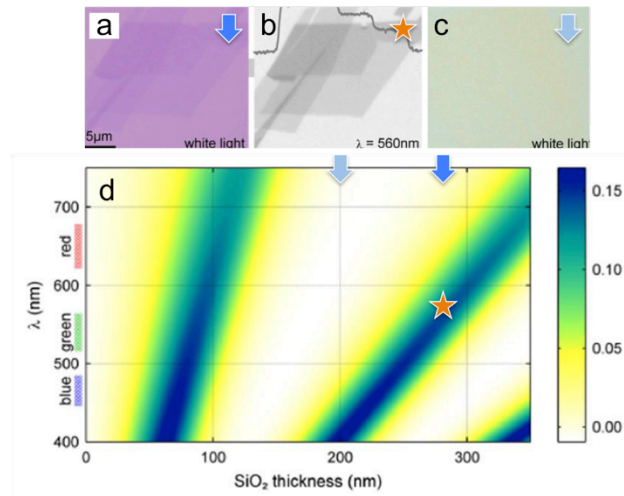 a
b
c
5µm
white light
λ = 560nm
white light
d
700
600
500
400
λ (nm)
red
green
blue
0
100
200
300
SiO₂ thickness (nm)
0.15
0.10
0.05
0.00